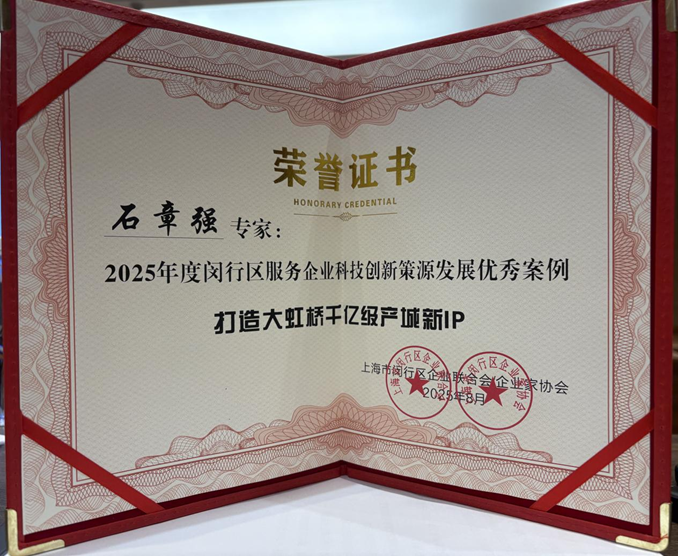 荣誉证书
HONORARY CREDENTIAL
石章强 专家：
2025年度闵行区服务企业科技创新策源发展优秀案例
打造大虹桥千亿级产城新IP
上海市闵行区企业联合会/企业家协会
2025年8月